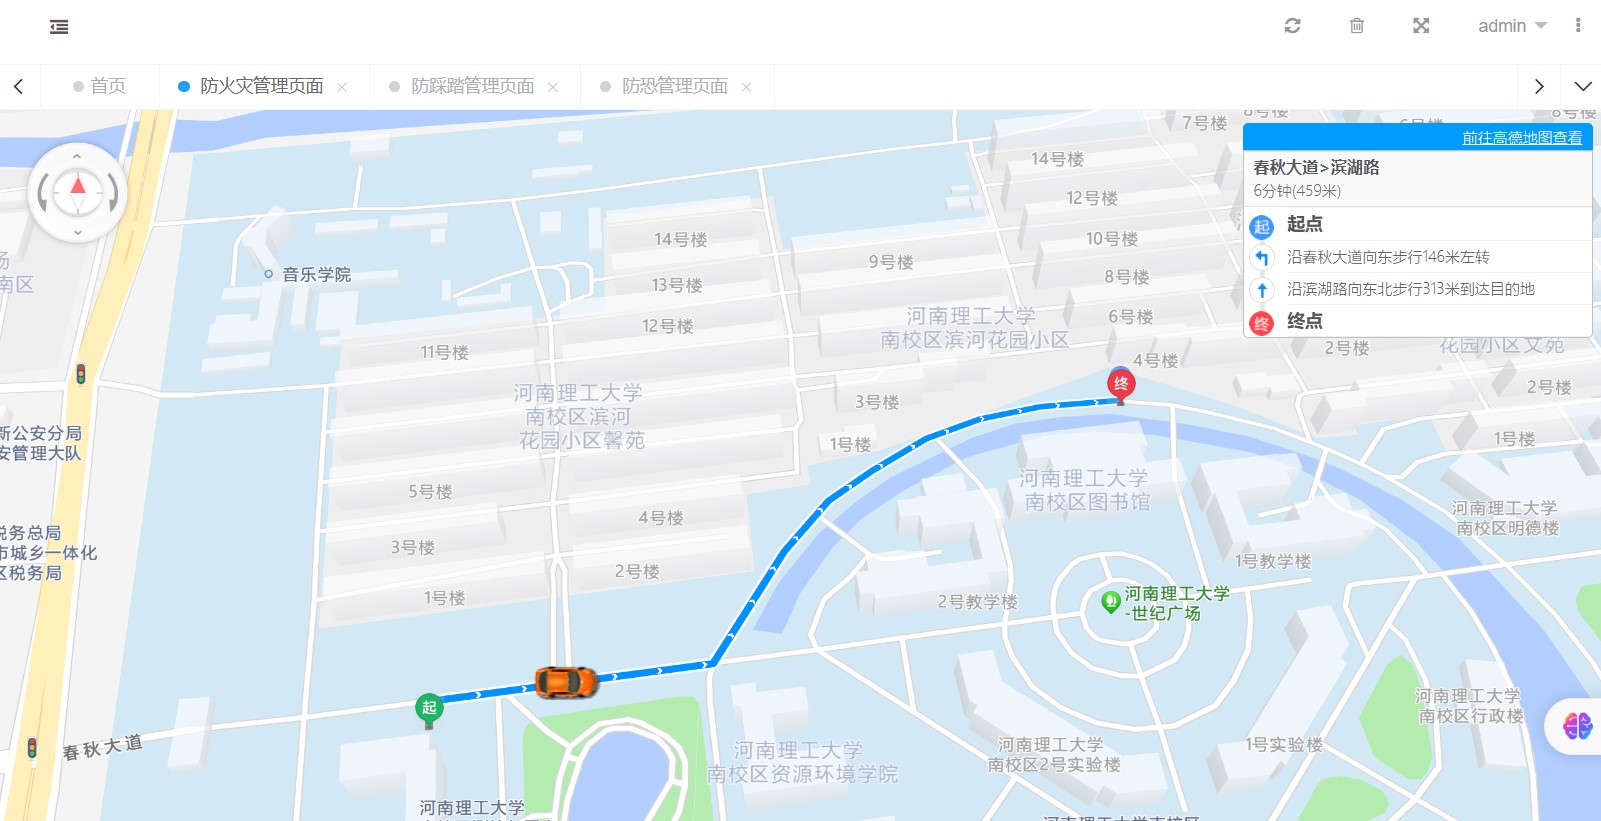 admin
首页
防火灾管理页面
防踩踏管理页面
防恐管理页面
前往高德地图查看
春秋大道>滨湖路
6分钟(459米)
起
起点
沿春秋大道向东步行146米左转
沿滨湖路向东北步行313米到达目的地
终
终点
7号楼
14号楼
12号楼
10号楼
8号楼
6号楼
4号楼
2号楼
花园小区文苑
2号楼
1号楼
14号楼
9号楼
13号楼
12号楼
11号楼
音乐学院
南区
河南理工大学
南校区滨河花园小区
河南理工大学
南校区滨河
花园小区馨苑
3号楼
1号楼
终
新公安分局
安管理大队
5号楼
4号楼
3号楼
2号楼
1号楼
税务总局
市城乡一体化
区税务局
河南理工大学
南校区图书馆
河南理工大学
南校区明德楼
1号教学楼
2号教学楼
河南理工大学
-世纪广场
起
春秋大道
河南理工大学
南校区资源环境学院
河南理工大学
南校区2号实验楼
1号实验楼
河南理工大学
南校区行政楼
河南理工大学